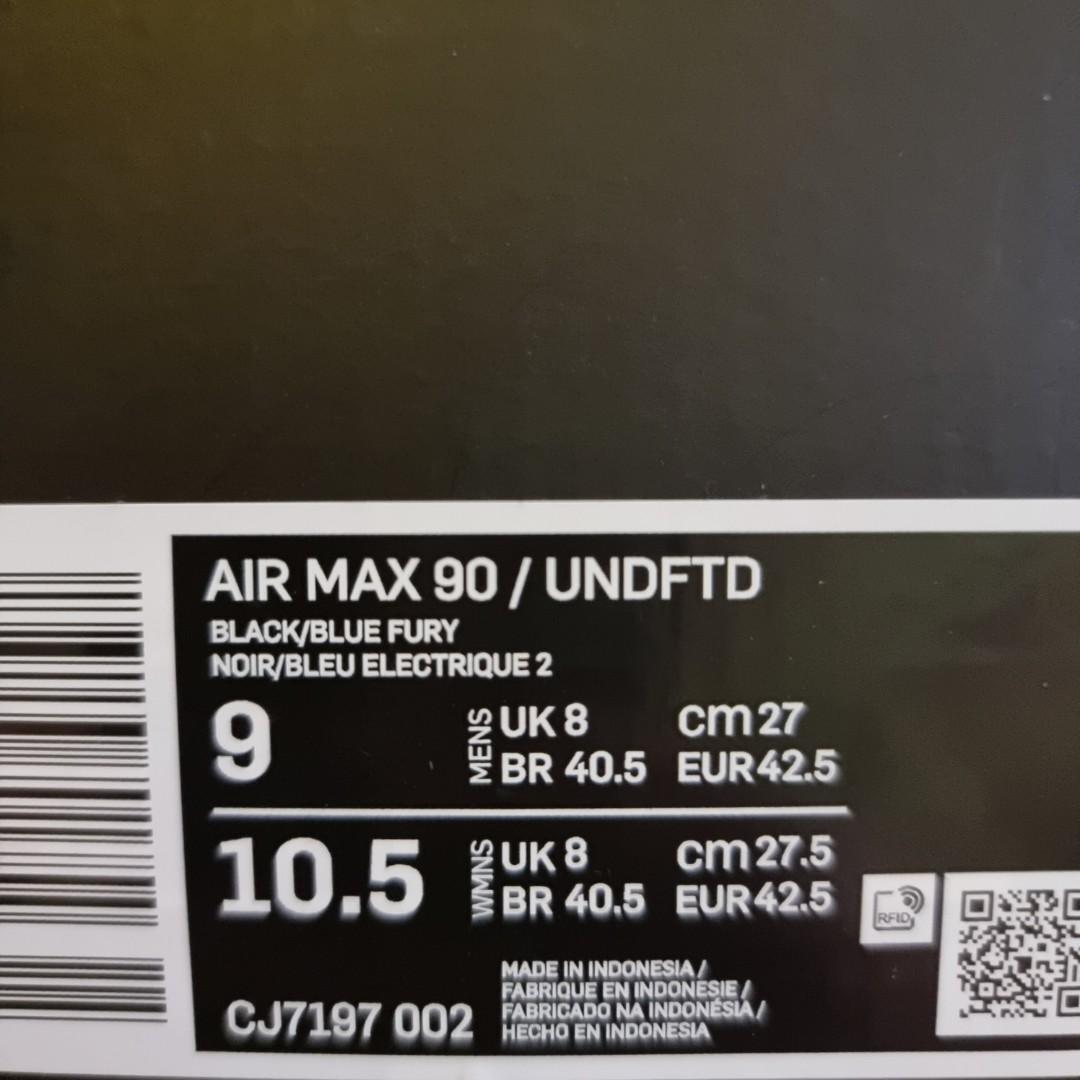 AIR MAX 90 / UNDFTD
BLACK/BLUE FURY
NOIR/BLEU ELECTRIQUE 2
9 MENS UK 8 cm 27
BR 40.5 EUR 42.5
10.5 WMNS UK 8 cm 27.5
BR 40.5 EUR 42.5
RFID
CJ7197 002
MADE IN INDONESIA /
FABRIQUE EN INDONESIE /
FABRICADO NA INDONÉSIA /
HECHO EN INDONESIA